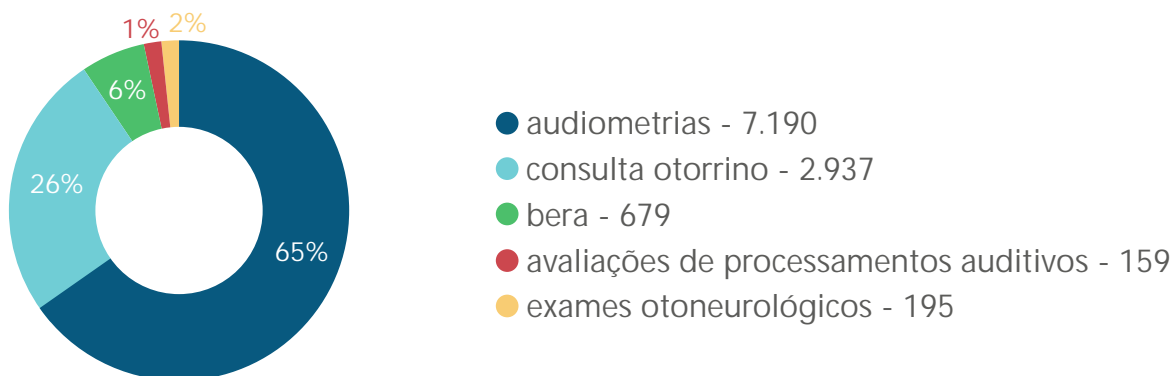 1%
2%
6%
26%
65%
audiometrias - 7.190
consulta otorrino - 2.937
bera - 679
avaliações de processamentos auditivos - 159
exames otoneurológicos - 195